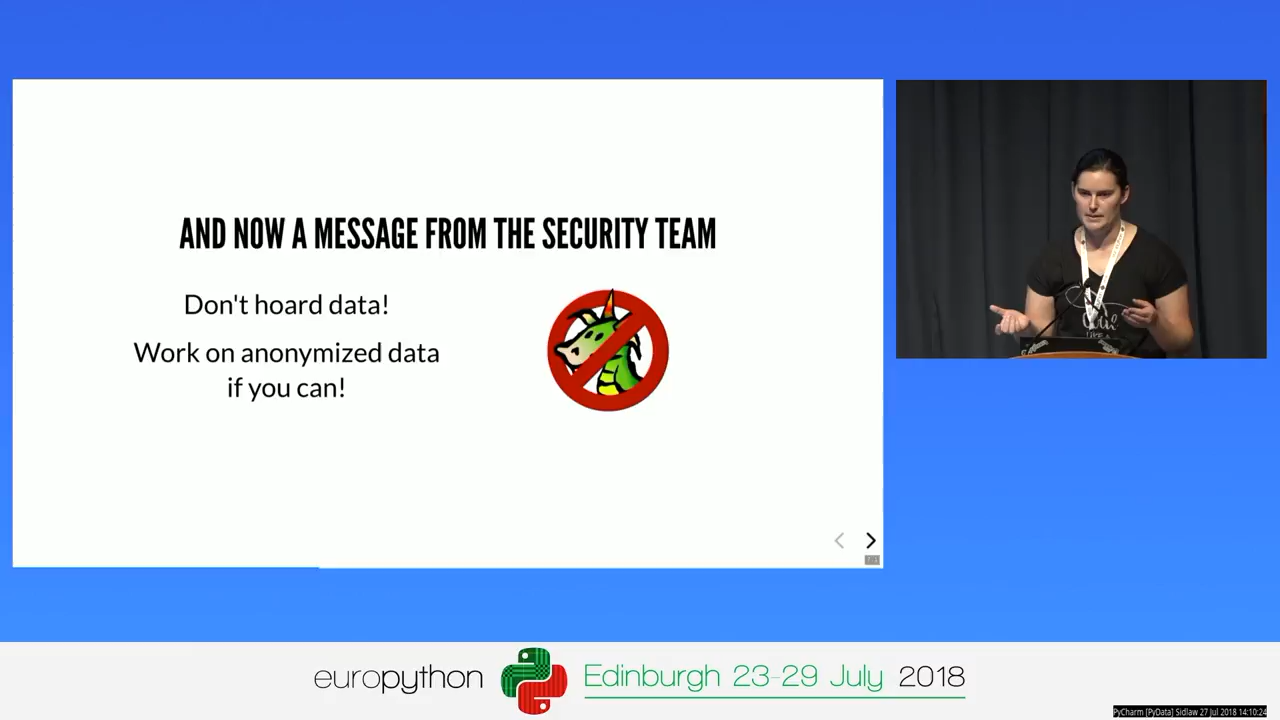 AND NOW A MESSAGE FROM THE SECURITY TEAM
Don't hoard data!
Work on anonymized data
if you can!
europython
Edinburgh 23-29 July 2018
PyCharm [PyData] Sidlaw 27 Jul 2018 14:10:24